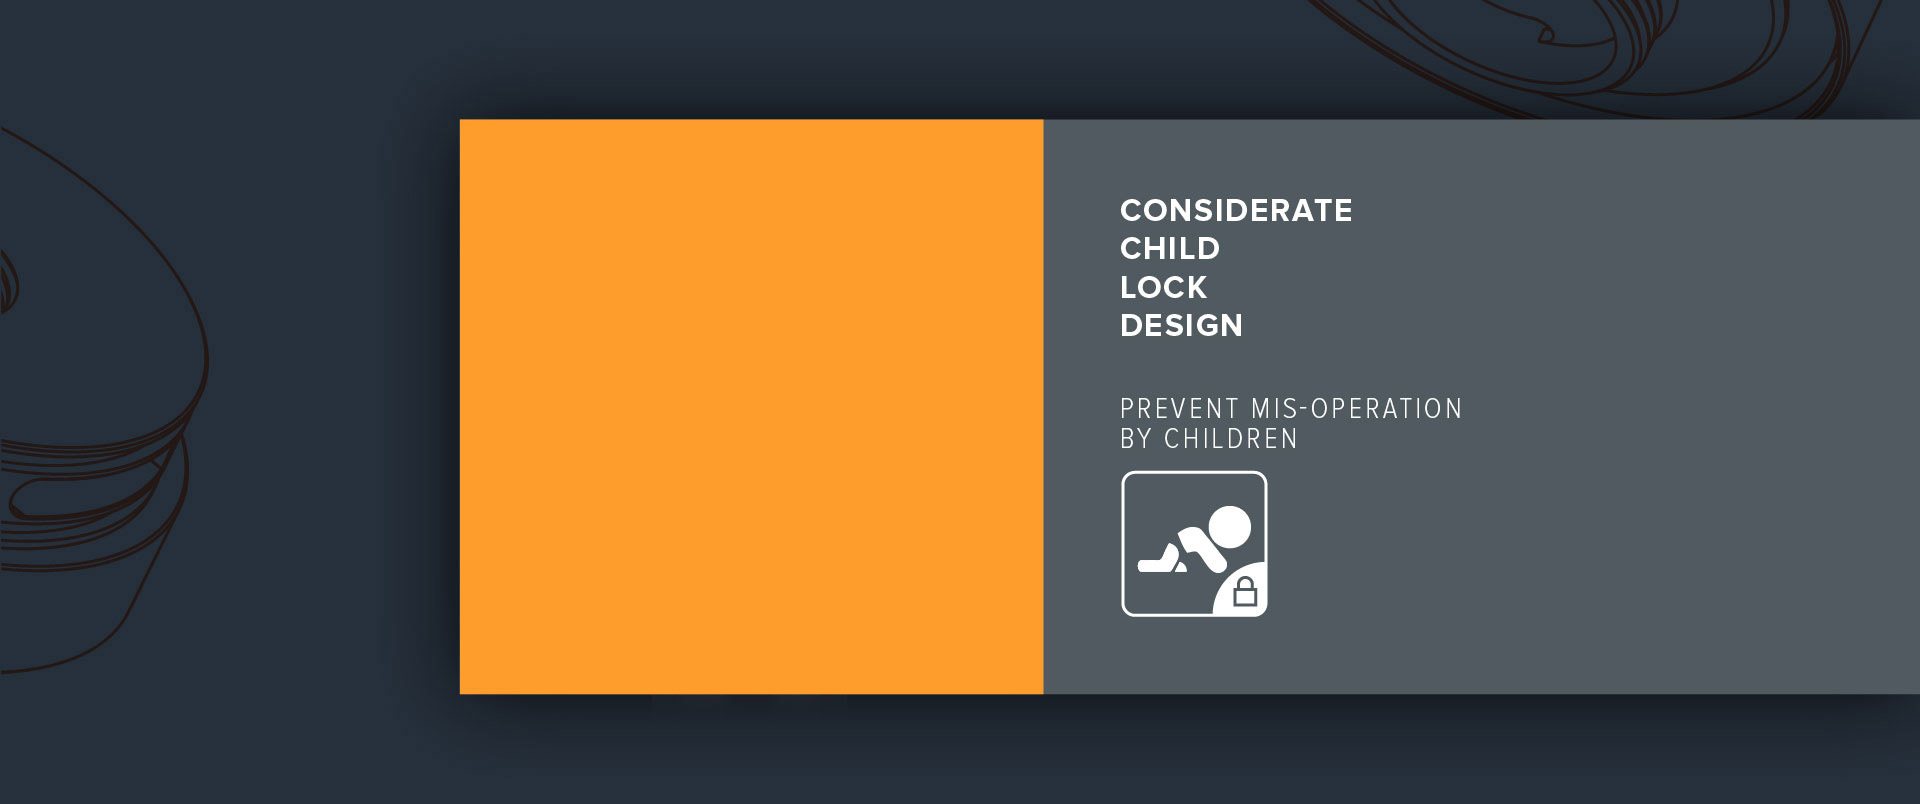 CONSIDERATE
CHILD
LOCK
DESIGN
PREVENT MIS-OPERATION
BY CHILDREN